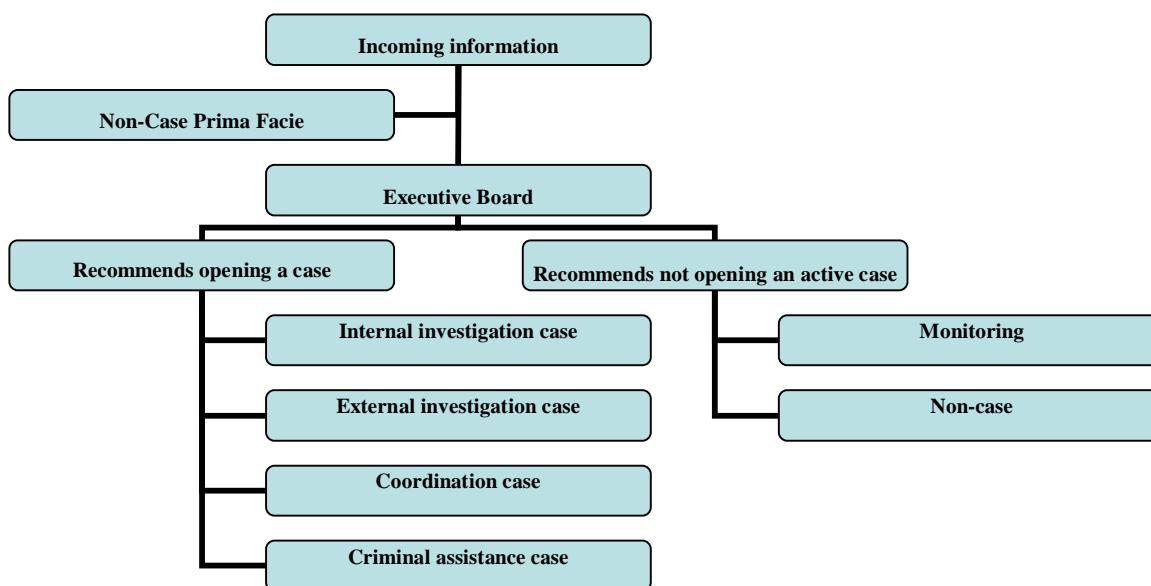 Incoming information
Non-Case Prima Facie
Executive Board
Recommends opening a case
Recommends not opening an active case
Internal investigation case
Monitoring
External investigation case
Non-case
Coordination case
Criminal assistance case